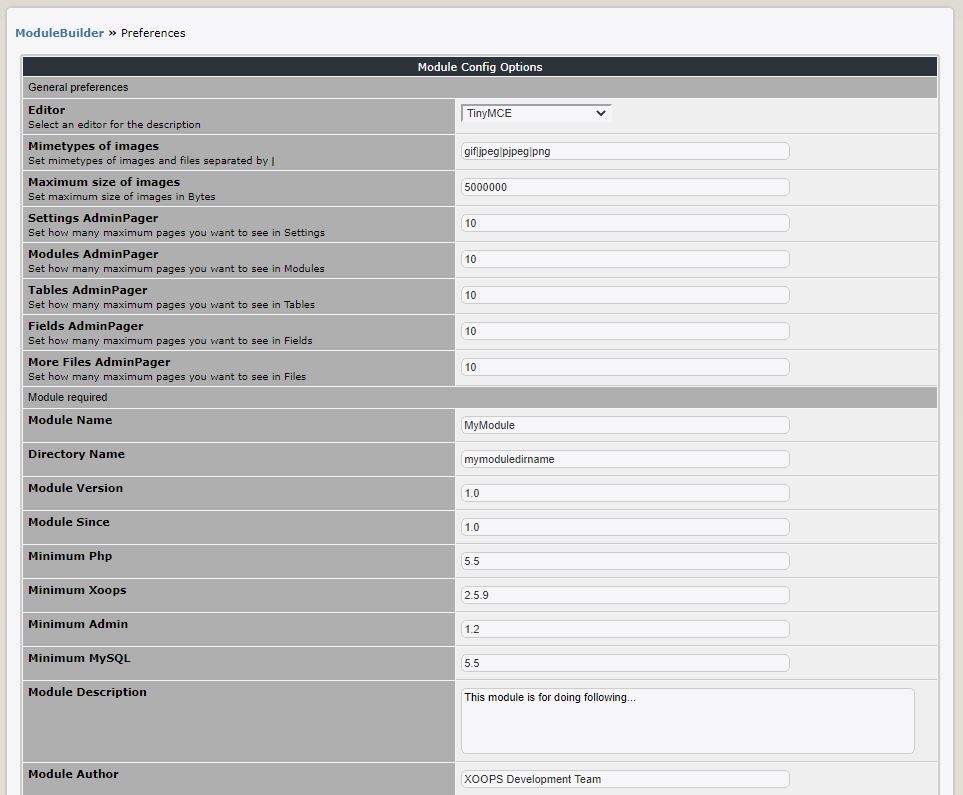 ModuleBuilder » Preferences
Module Config Options
General preferences
Editor
Select an editor for the description
TinyMCE
Mimetypes of images
Set mimetypes of images and files separated by |
gif|jpeg|pjpeg|png
Maximum size of images
Set maximum size of images in Bytes
5000000
Settings AdminPager
Set how many maximum pages you want to see in Settings
10
Modules AdminPager
Set how many maximum pages you want to see in Modules
10
Tables AdminPager
Set how many maximum pages you want to see in Tables
10
Fields AdminPager
Set how many maximum pages you want to see in Fields
10
More Files AdminPager
Set how many maximum pages you want to see in Files
10
Module required
Module Name
MyModule
Directory Name
mymoduledirname
Module Version
1.0
Module Since
1.0
Minimum Php
5.5
Minimum Xoops
2.5.9
Minimum Admin
1.2
Minimum MySQL
5.5
Module Description
This module is for doing following...
Module Author
XOOPS Development Team